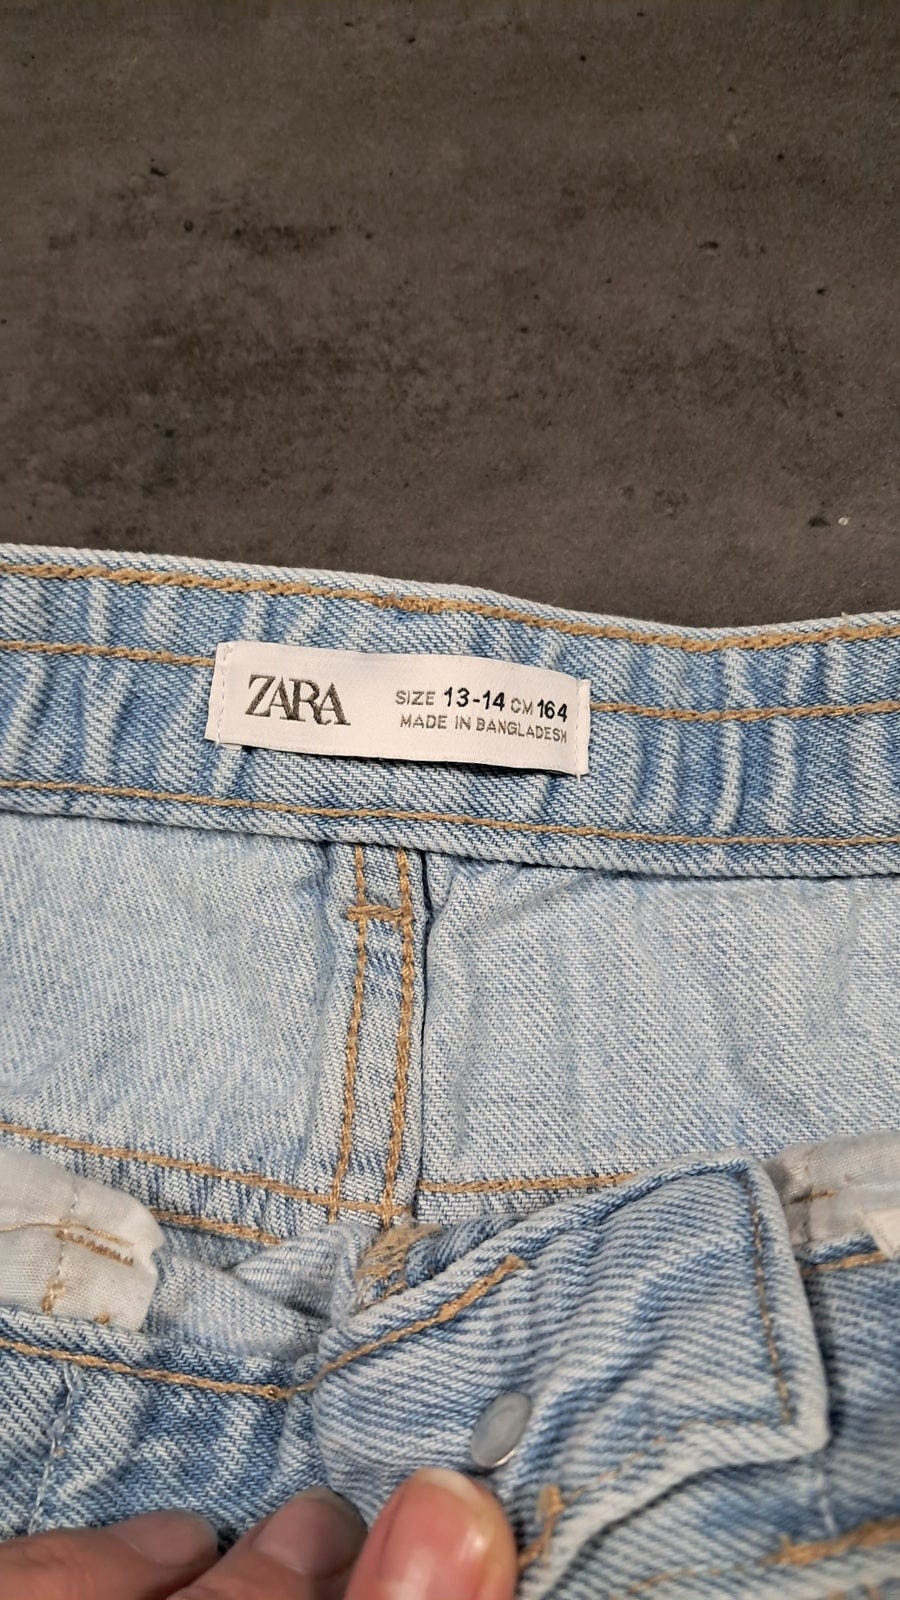 ZARA
SIZE 13-14 CM 164
MADE IN BANGLADESH